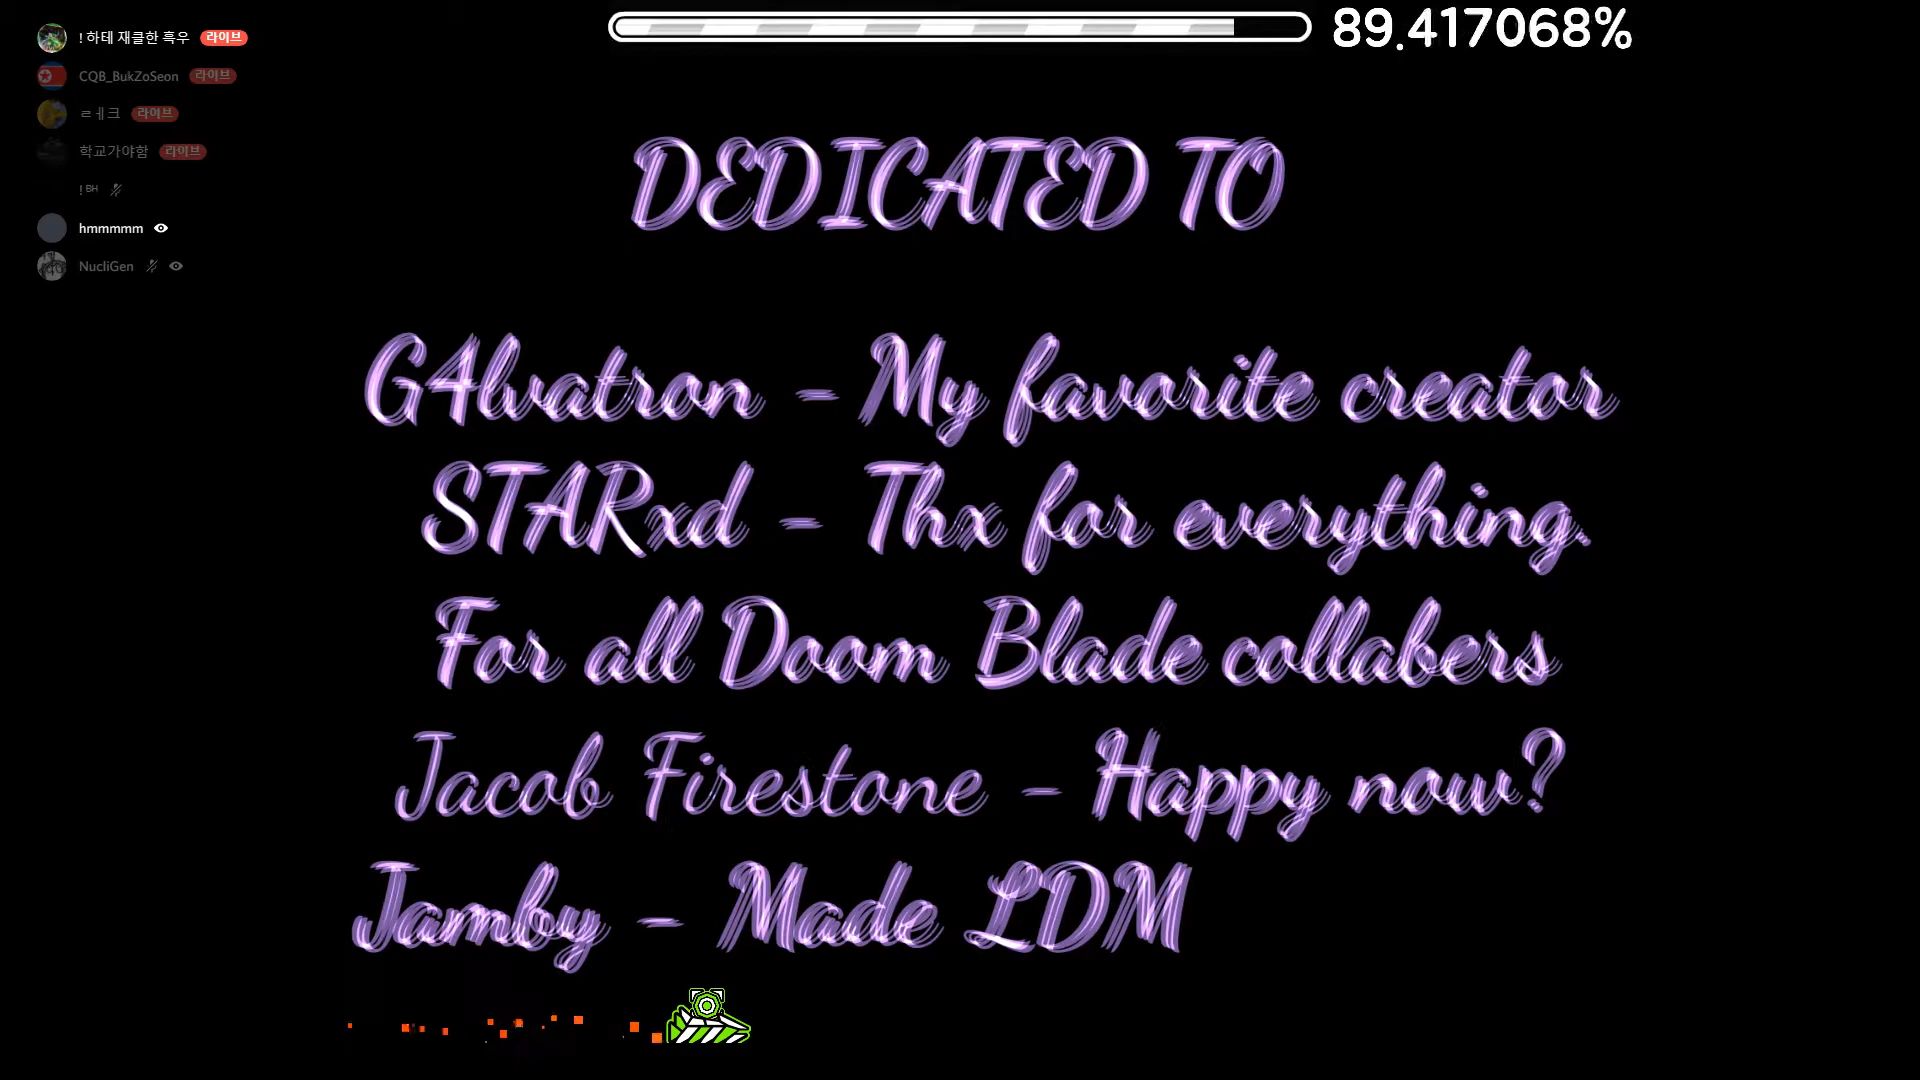 ! 하테 재클한 흑우 라이브
CQB_BukZoSeon 라이브
ㄹㅔ크 라이브
학교가야함 라이브
! ᴮᴴ
hmmmmm
NucliGen
89.417068%
DEDICATED TO
G4lvatron - My favorite creator
STARxd - Thx for everything.
For all Doom Blade collabers
Jacob Firestone - Happy now?
Jamby - Made LDM